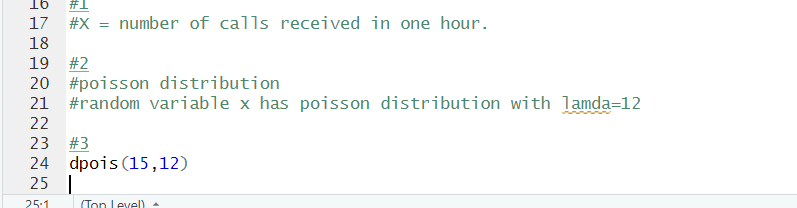 16 #1
17 #X = number of calls received in one hour.
18
19 #2
20 #poisson distribution
21 #random variable x has poisson distribution with lamda=12
22
23 #3
24 dpois(15,12)
25
25:1 (Top Level)